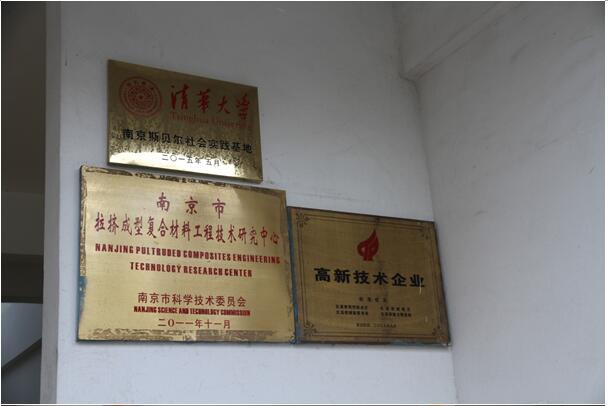 清华大学
Tsinghua University
南京斯贝尔社会实践基地
二〇一五年五月
南京市
拉挤成型复合材料工程技术研究中心
NANJING PULTRUDED COMPOSITES ENGINEERING
TECHNOLOGY RESEARCH CENTER
南京市科学技术委员会
NANJING SCIENCE AND TECHNOLOGY COMMISSION
二〇一一年十一月
高新技术企业